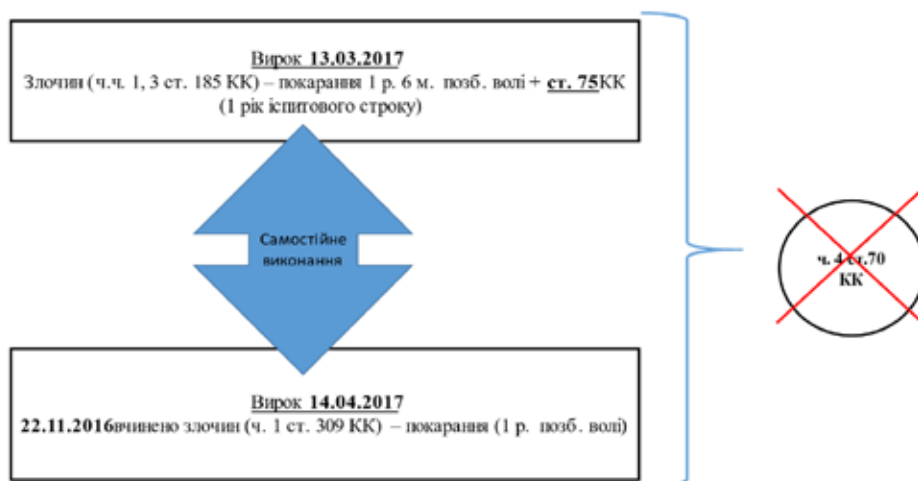 Вирок 13.03.2017
Злочин (ч.ч. 1, 3 ст. 185 КК) – покарання 1 р. 6 м. позб. волі + ст. 75КК
(1 рік іспитового строку)
Самостійне
виконання
ч. 4 ст.70
КК
Вирок 14.04.2017
22.11.2016вчинено злочин (ч. 1 ст. 309 КК) – покарання (1 р. позб. волі)